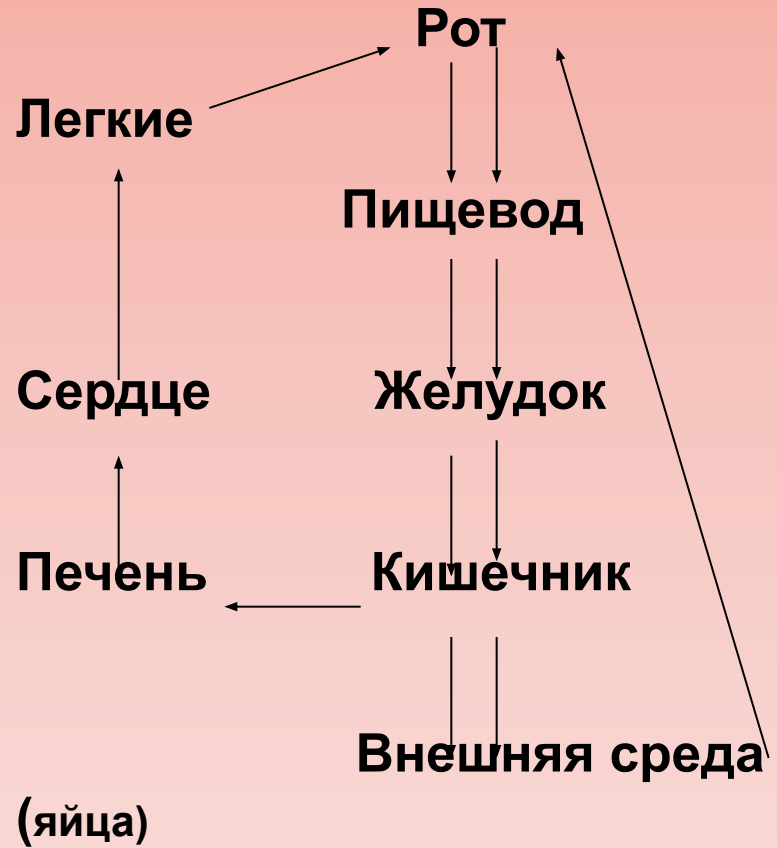 Рот
Легкие
Пищевод
Сердце
Желудок
Печень
Кишечник
Внешняя среда
(яйца)